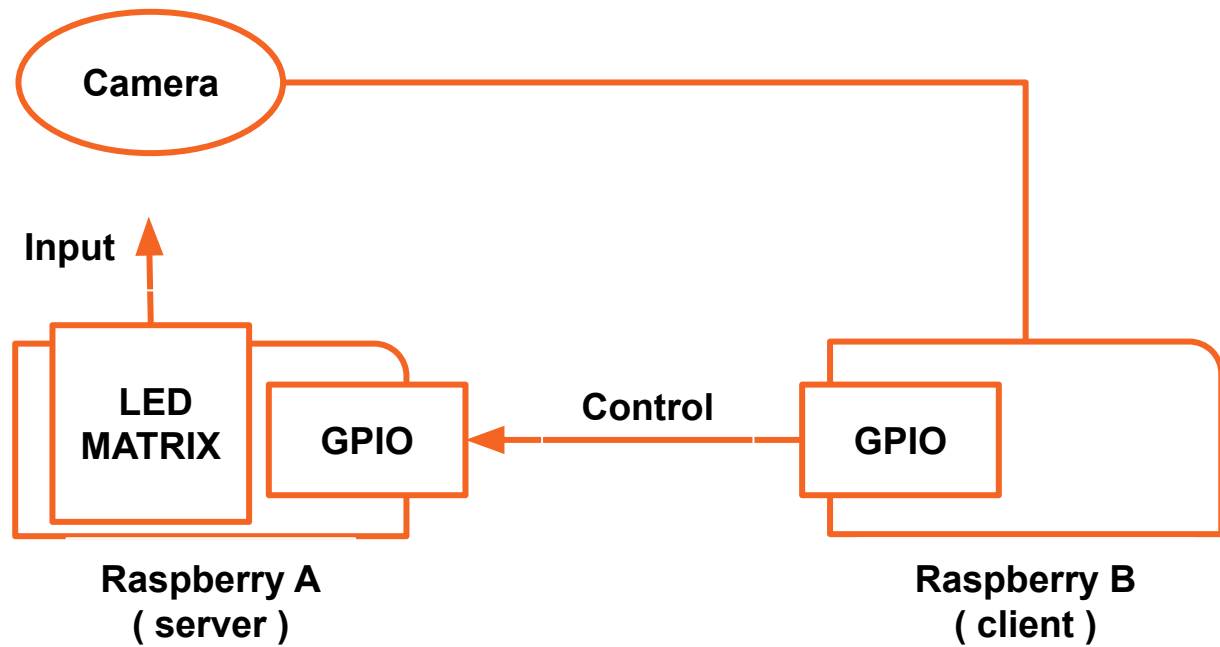 Camera
Input
LED
MATRIX
GPIO
Control
GPIO
Raspberry A
( server )
Raspberry B
( client )